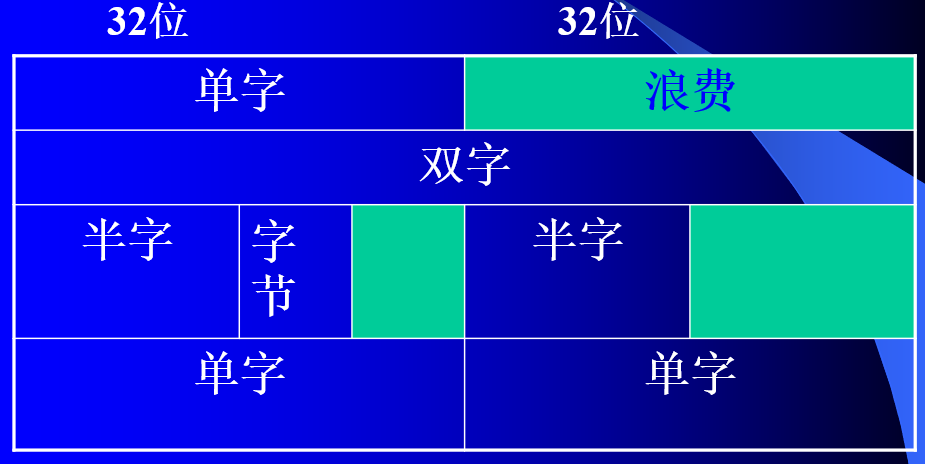 32位 32位
单字 浪费
双字
半字 字 半字
节
单字 单字